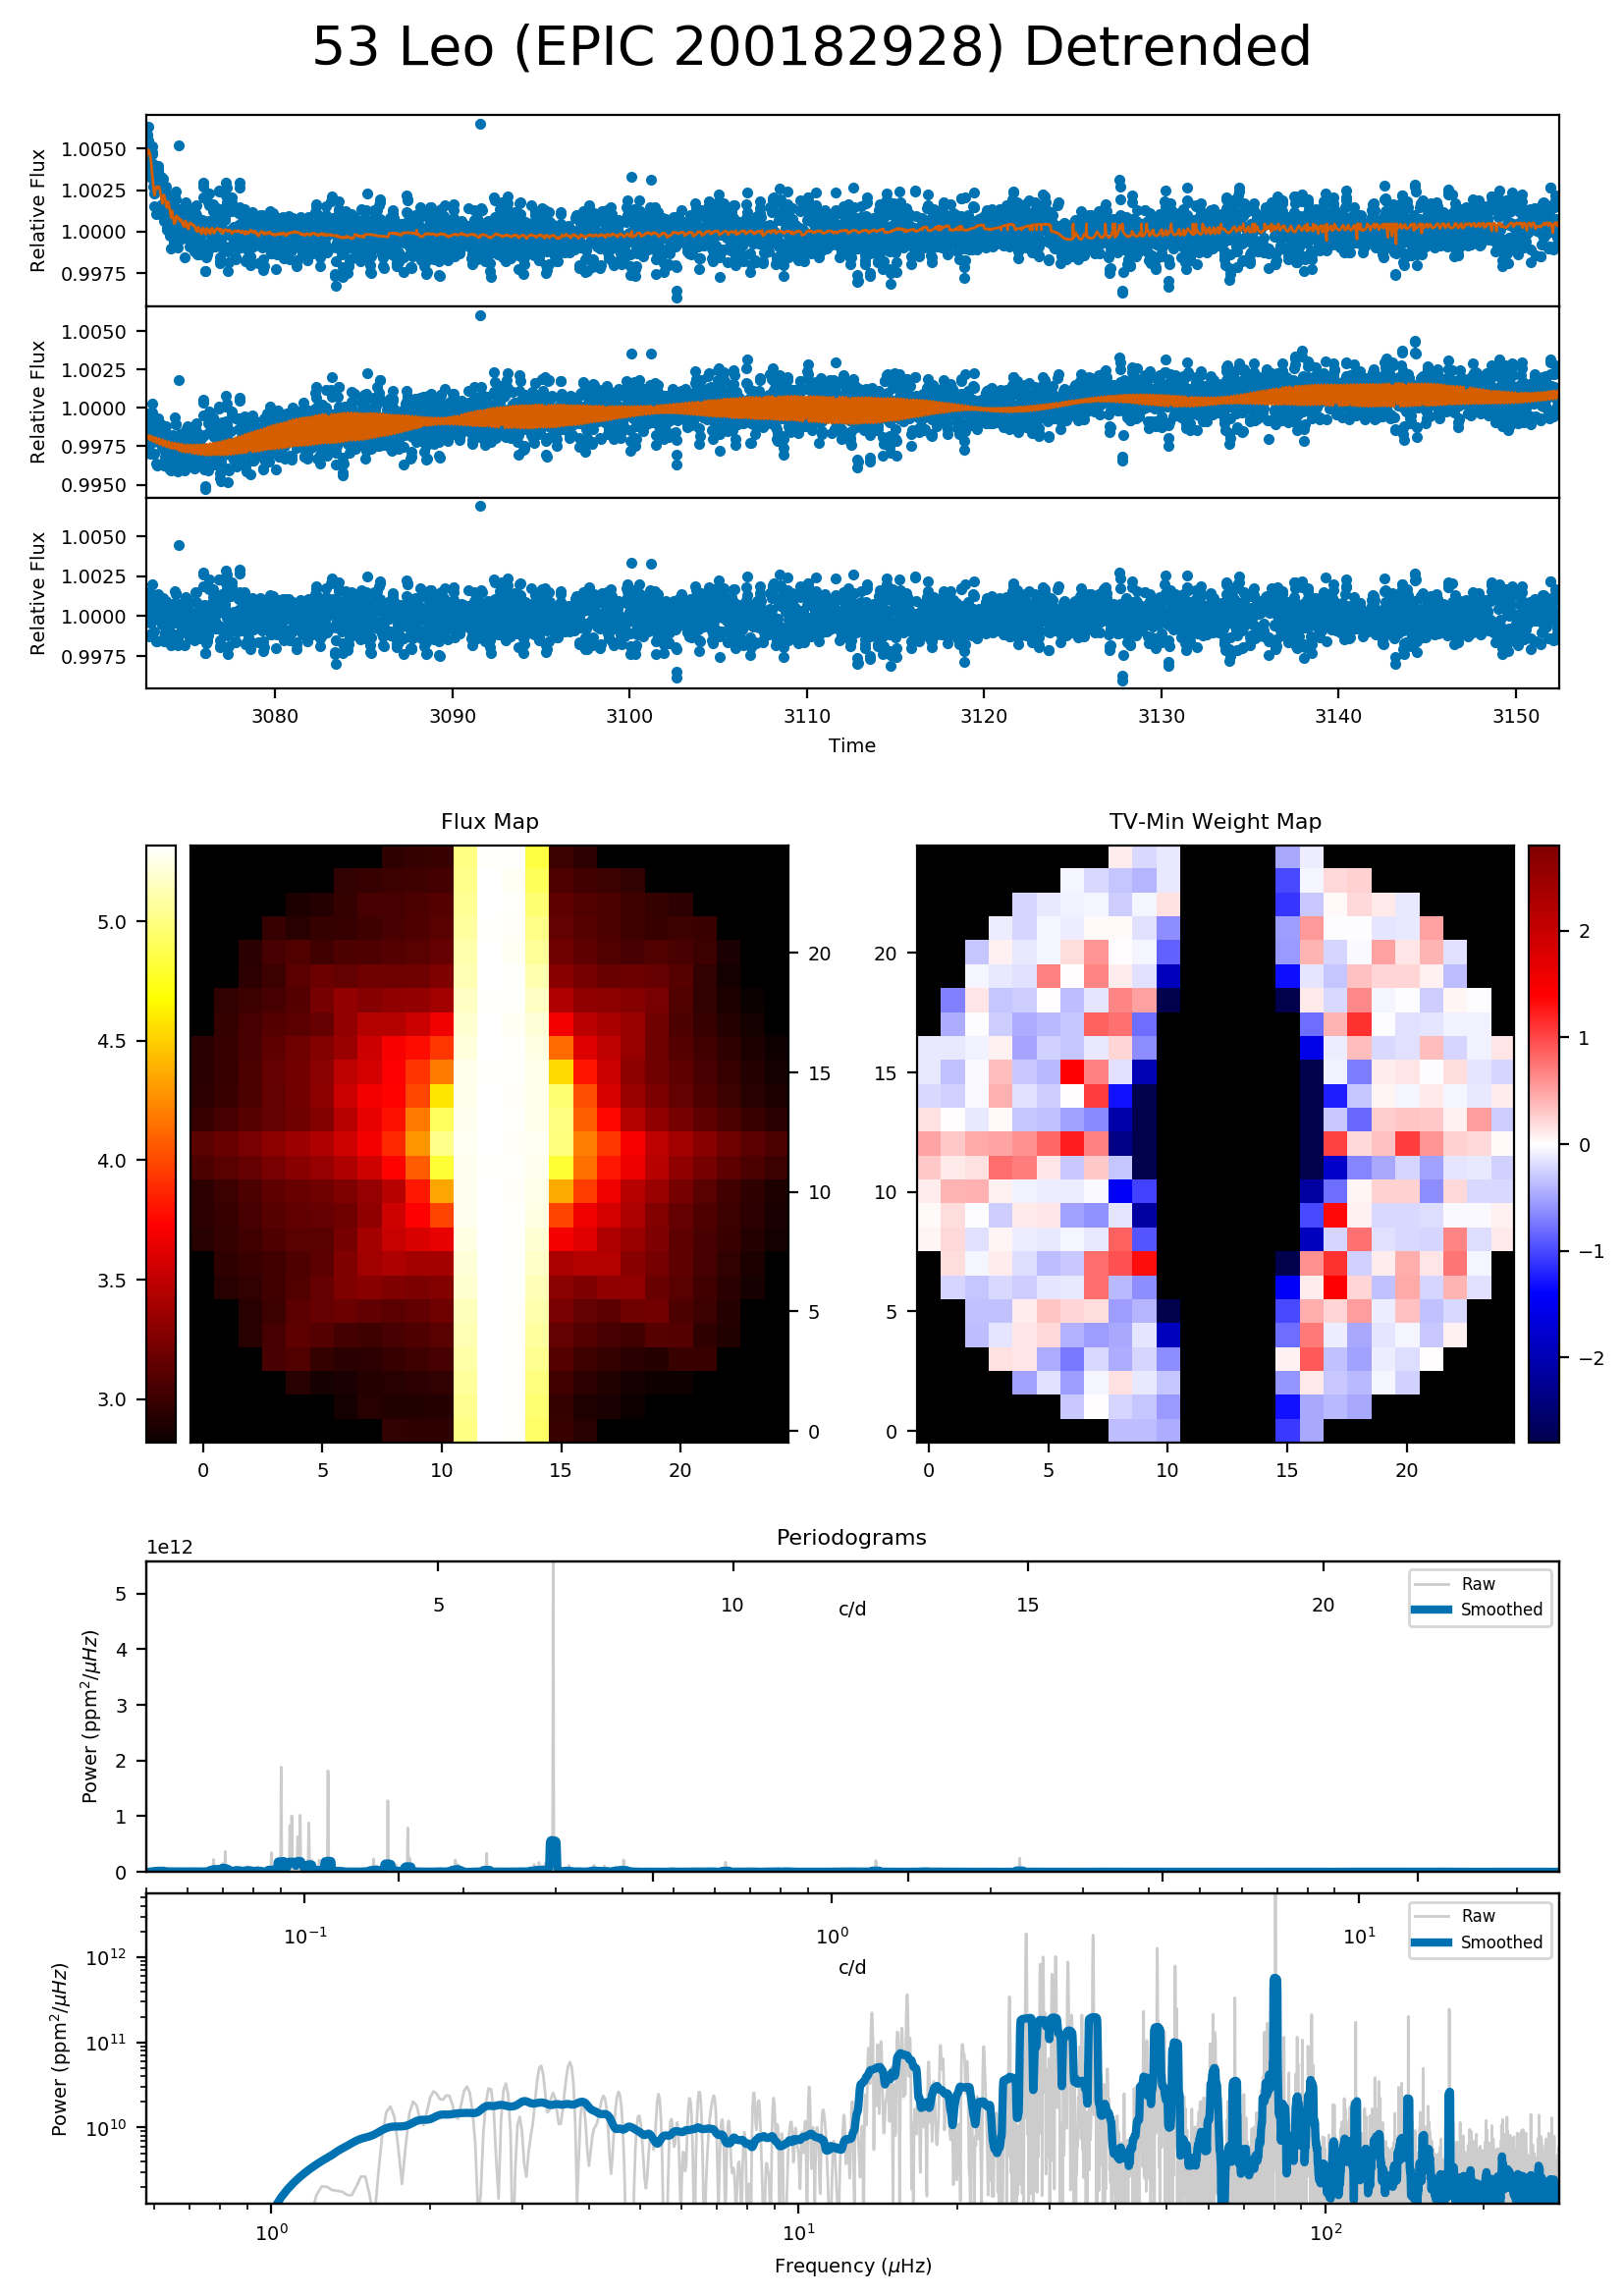 53 Leo (EPIC 200182928) Detrended
Relative Flux
1.0050
1.0025
1.0000
0.9975
Relative Flux
1.0050
1.0025
1.0000
0.9975
0.9950
Relative Flux
1.0050
1.0025
1.0000
0.9975
3080 3090 3100 3110 3120 3130 3140 3150
Time
Flux Map
5.0
4.5
4.0
3.5
3.0
20
15
10
5
0
0 5 10 15 20
TV-Min Weight Map
20
15
10
5
0
0 5 10 15 20
2
1
0
−1
−2
Periodograms
1e12
Power (ppm²/μHz)
5
4
3
2
1
0
5 10 15 20
c/d
Raw
Smoothed
Power (ppm²/μHz)
10¹²
10¹¹
10¹⁰
10⁻¹ 10⁰ 10¹
c/d
Raw
Smoothed
10⁰ 10¹ 10²
Frequency (μHz)